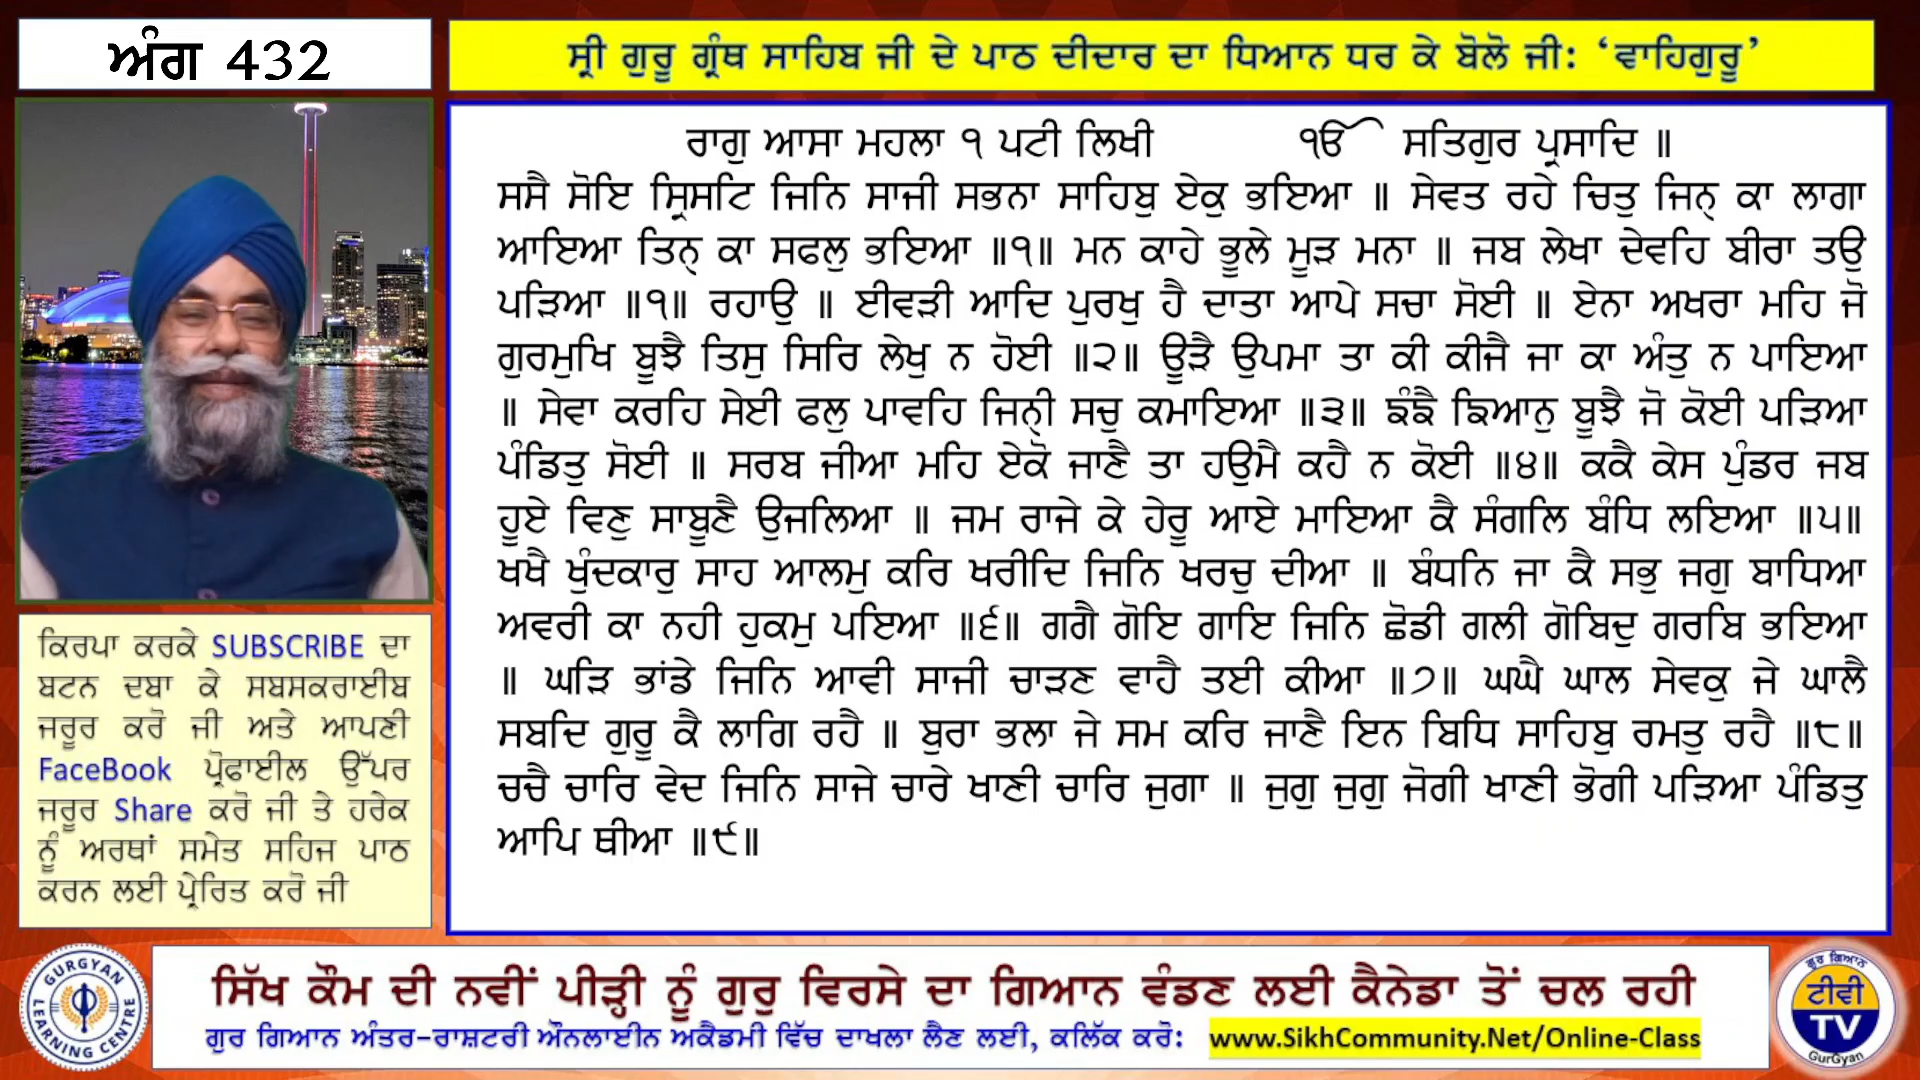 ਅੰਗ 432
ਸ੍ਰੀ ਗੁਰੂ ਗ੍ਰੰਥ ਸਾਹਿਬ ਜੀ ਦੇ ਪਾਠ ਦੀਦਾਰ ਦਾ ਧਿਆਨ ਧਰ ਕੇ ਬੋਲੋ ਜੀ: ‘ਵਾਹਿਗੁਰੂ’
ਰਾਗੁ ਆਸਾ ਮਹਲਾ ੧ ਪਟੀ ਲਿਖੀ ੴ ਸਤਿਗੁਰ ਪ੍ਰਸਾਦਿ ॥
ਸਸੈ ਸੋਇ ਸ੍ਰਿਸਟਿ ਜਿਨਿ ਸਾਜੀ ਸਭਨਾ ਸਾਹਿਬੁ ਏਕੁ ਭਇਆ ॥ ਸੇਵਤ ਰਹੇ ਚਿਤੁ ਜਿਨੑ ਕਾ ਲਾਗਾ
ਆਇਆ ਤਿਨੑ ਕਾ ਸਫਲੁ ਭਇਆ ॥੧॥ ਮਨ ਕਾਹੇ ਭੂਲੇ ਮੂੜ ਮਨਾ ॥ ਜਬ ਲੇਖਾ ਦੇਵਹਿ ਬੀਰਾ ਤਉ
ਪੜਿਆ ॥੧॥ ਰਹਾਉ ॥ ਈਵੜੀ ਆਦਿ ਪੁਰਖੁ ਹੈ ਦਾਤਾ ਆਪੇ ਸਚਾ ਸੋਈ ॥ ਏਨਾ ਅਖਰਾ ਮਹਿ ਜੋ
ਗੁਰਮੁਖਿ ਬੂਝੈ ਤਿਸੁ ਸਿਰਿ ਲੇਖੁ ਨ ਹੋਈ ॥੨॥ ਊੜੈ ਉਪਮਾ ਤਾ ਕੀ ਕੀਜੈ ਜਾ ਕਾ ਅੰਤੁ ਨ ਪਾਇਆ
॥ ਸੇਵਾ ਕਰਹਿ ਸੇਈ ਫਲੁ ਪਾਵਹਿ ਜਿਨੑੀ ਸਚੁ ਕਮਾਇਆ ॥੩॥ ਙੰਙੈ ਙਿਆਨੁ ਬੂਝੈ ਜੋ ਕੋਈ ਪੜਿਆ
ਪੰਡਿਤੁ ਸੋਈ ॥ ਸਰਬ ਜੀਆ ਮਹਿ ਏਕੋ ਜਾਣੈ ਤਾ ਹਉਮੈ ਕਹੈ ਨ ਕੋਈ ॥੪॥ ਕਕੈ ਕੇਸ ਪੁੰਡਰ ਜਬ
ਹੂਏ ਵਿਣੁ ਸਾਬੂਣੈ ਉਜਲਿਆ ॥ ਜਮ ਰਾਜੇ ਕੇ ਹੇਰੂ ਆਏ ਮਾਇਆ ਕੈ ਸੰਗਲਿ ਬੰਧਿ ਲਇਆ ॥੫॥
ਖਖੈ ਖੁੰਦਕਾਰੁ ਸਾਹ ਆਲਮੁ ਕਰਿ ਖਰੀਦਿ ਜਿਨਿ ਖਰਚੁ ਦੀਆ ॥ ਬੰਧਨਿ ਜਾ ਕੈ ਸਭੁ ਜਗੁ ਬਾਧਿਆ
ਅਵਰੀ ਕਾ ਨਹੀ ਹੁਕਮੁ ਪਇਆ ॥੬॥ ਗਗੈ ਗੋਇ ਗਾਇ ਜਿਨਿ ਛੋਡੀ ਗਲੀ ਗੋਬਿਦੁ ਗਰਬਿ ਭਇਆ
॥ ਘੜਿ ਭਾਂਡੇ ਜਿਨਿ ਆਵੀ ਸਾਜੀ ਚਾੜਣ ਵਾਹੈ ਤਈ ਕੀਆ ॥੭॥ ਘਘੈ ਘਾਲ ਸੇਵਕੁ ਜੇ ਘਾਲੈ
ਸਬਦਿ ਗੁਰੂ ਕੈ ਲਾਗਿ ਰਹੈ ॥ ਬੁਰਾ ਭਲਾ ਜੇ ਸਮ ਕਰਿ ਜਾਣੈ ਇਨ ਬਿਧਿ ਸਾਹਿਬੁ ਰਮਤੁ ਰਹੈ ॥੮॥
ਚਚੈ ਚਾਰਿ ਵੇਦ ਜਿਨਿ ਸਾਜੇ ਚਾਰੇ ਖਾਣੀ ਚਾਰਿ ਜੁਗਾ ॥ ਜੁਗੁ ਜੁਗੁ ਜੋਗੀ ਖਾਣੀ ਭੋਗੀ ਪੜਿਆ ਪੰਡਿਤੁ
ਆਪਿ ਥੀਆ ॥੯॥
ਕਿਰਪਾ ਕਰਕੇ SUBSCRIBE ਦਾ
ਬਟਨ ਦਬਾ ਕੇ ਸਬਸਕਰਾਈਬ
ਜਰੂਰ ਕਰੋ ਜੀ ਅਤੇ ਆਪਣੀ
FaceBook ਪ੍ਰੋਫਾਈਲ ਉੱਪਰ
ਜਰੂਰ Share ਕਰੋ ਜੀ ਤੇ ਹਰੇਕ
ਨੂੰ ਅਰਥਾਂ ਸਮੇਤ ਸਹਿਜ ਪਾਠ
ਕਰਨ ਲਈ ਪ੍ਰੇਰਿਤ ਕਰੋ ਜੀ
GURGYAN
LEARNING CENTRE
ਸਿੱਖ ਕੌਮ ਦੀ ਨਵੀਂ ਪੀੜ੍ਹੀ ਨੂੰ ਗੁਰੁ ਵਿਰਸੇ ਦਾ ਗਿਆਨ ਵੰਡਣ ਲਈ ਕੈਨੇਡਾ ਤੋਂ ਚਲ ਰਹੀ
ਗੁਰ ਗਿਆਨ ਅੰਤਰ-ਰਾਸ਼ਟਰੀ ਔਨਲਾਈਨ ਅਕੈਡਮੀ ਵਿੱਚ ਦਾਖਲਾ ਲੈਣ ਲਈ, ਕਲਿੱਕ ਕਰੋ: www.SikhCommunity.Net/Online-Class
ਗੁਰ ਗਿਆਨ
ਟੀਵੀ
TV
GurGyan